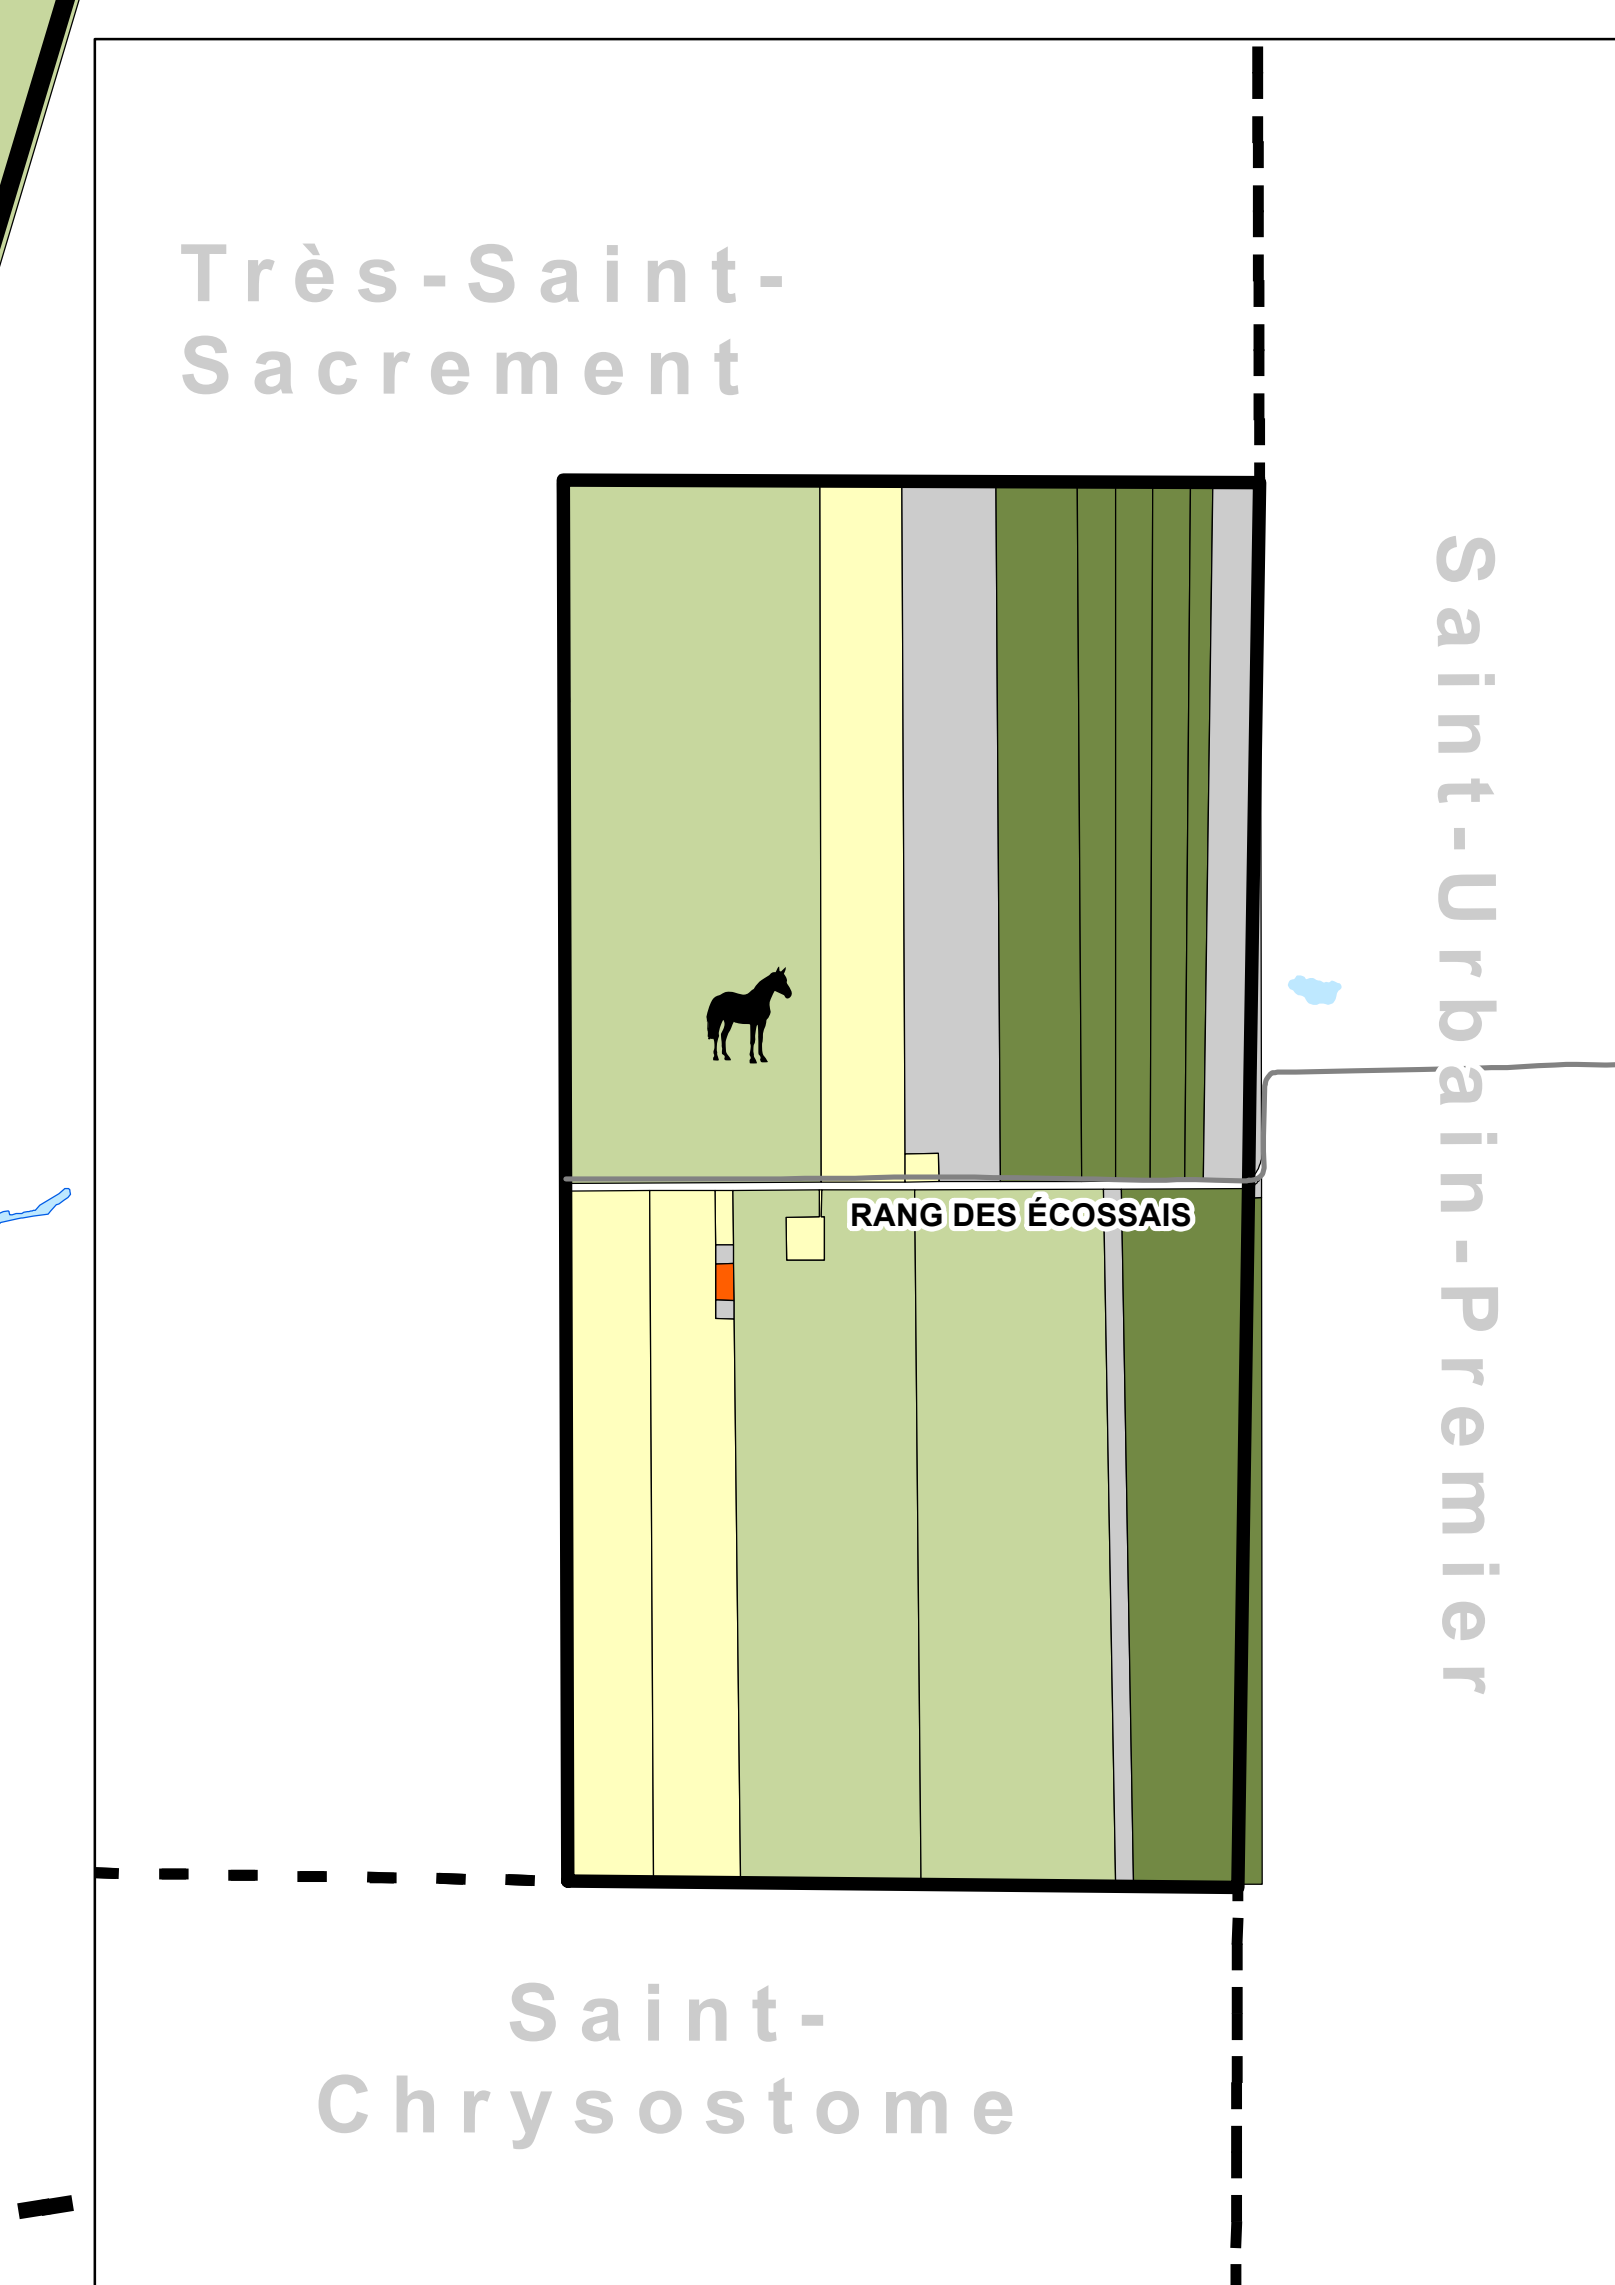 Très-Saint-
Sacrement
Saint-Urbain-Premier
RANG DES ÉCOSSAIS
Saint-
Chrysostome